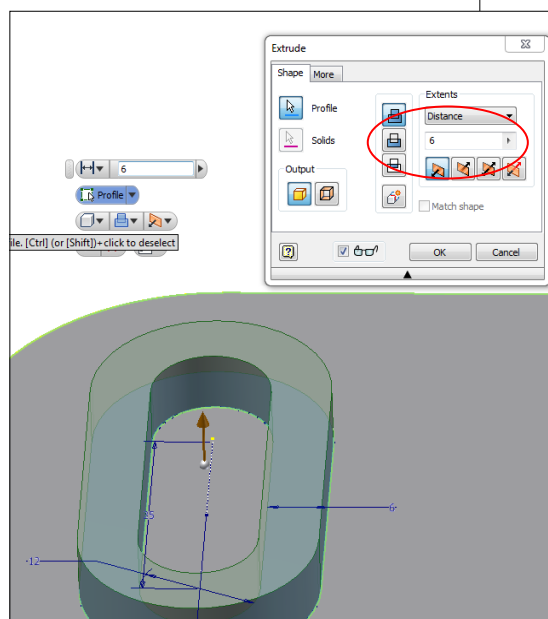 Extrude
Shape More
Profile
Solids
Output
Extents
Distance
6
Match shape
OK Cancel
6
Profile
ile. [Ctrl] (or [Shift])+click to deselect
15
6
12